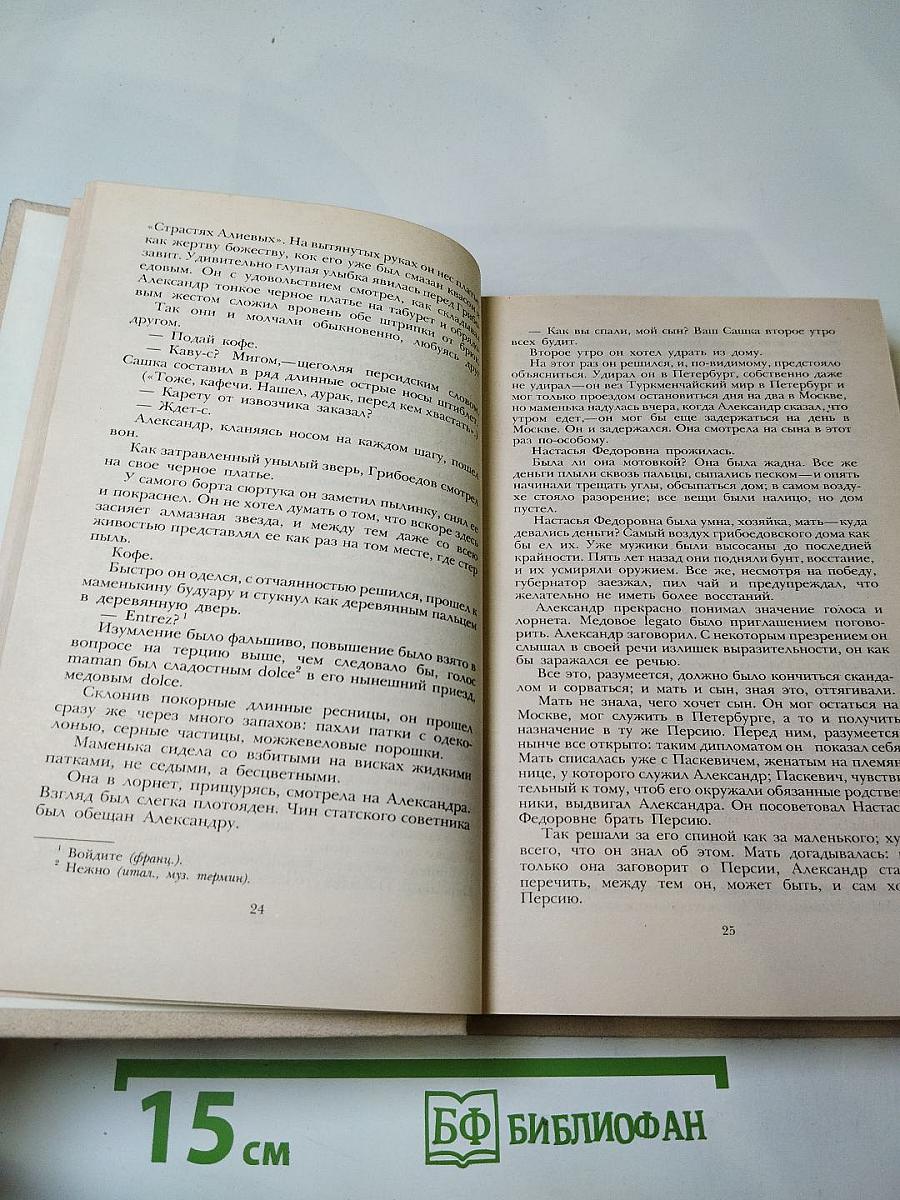 «Страстях Алиевых». На вытянутых руках он нес платье,
как жертву божеству, кок его уже был смазан квасом и
завит. Удивительно глупая улыбка явилась перед Грибо-
едовым. Он с удовольствием смотрел, как складывал
Александр тонкое черное платье на табурет и обрядо-
вым жестом сложил вровень обе штрипки от брюк.
Так они и молчали обыкновенно, любуясь друг
другом.
— Подай кофе.
— Каву-с? Мигом,—щеголяя персидским словом,
Сашка составил в ряд длинные острые носы штиблет.
(«Тоже, кафечи. Нашел, дурак, перед кем хвастать».)
— Карету от извозчика заказал?
— Ждет-с.
Александр, кланяясь носом на каждом шагу, пошел
вон.
Как затравленный унылый зверь, Грибоедов смотрел
на свое черное платье.
У самого борта сюртука он заметил пылинку, снял ее
и покраснел. Он не хотел думать о том, что вскоре здесь
засияет алмазная звезда, и между тем даже со всею
живостью представлял ее как раз на том месте, где стер
пыль.
Кофе.
Быстро он оделся, с отчаянностью решился, прошел к
маменькину будуару и стукнул как деревянным пальцем
в деревянную дверь.
— Entrez? 1
Изумление было фальшиво, повышение было взято в
вопросе на терцию выше, чем следовало бы, голос
maman был сладостным dolce2 в его нынешний приезд,
медовым dolce.
Склонив покорные длинные ресницы, он прошел
сразу же через много запахов: пахли патки с одеко-
лонью, серные частицы, можжевеловые порошки.
Маменька сидела со взбитыми на висках жидкими
патками, не седыми, а бесцветными.
Она в лорнет, прищурясь, смотрела на Александра.
Взгляд был слегка плотояден. Чин статского советника
был обещан Александру.
1 Войдите (франц.).
2 Нежно (итал., муз. термин).
24
— Как вы спали, мой сын? Ваш Сашка второе утро
всех будит.
Второе утро он хотел удрать из дому.
На этот раз он решился, и, по-видимому, предстояло
объясниться. Удирал он в Петербург, собственно даже
не удирал—он вез Туркменчайский мир в Петербург и
мог только проездом остановиться дня на два в Москве,
но маменька надулась вчера, когда Александр сказал, что
утром едет,—он мог бы еще задержаться на день в
Москве. Он и задержался. Она смотрела на сына в этот
раз по-особому.
Настасья Федоровна прожилась.
Была ли она мотовкой? Она была жадна. Все же
деньги плыли сквозь пальцы, сыпались песком—и опять
начинали трещать углы, обсыпаться дом; в самом возду-
хе стояло разорение; все вещи были налицо, но дом
пустел.
Настасья Федоровна была умна, хозяйка, мать—куда
девались деньги? Самый воздух грибоедовского дома как
бы ел их. Уже мужики были высосаны до последней
крайности. Пять лет назад они подняли бунт, восстание,
и их усмиряли оружием. Все же, несмотря на победу,
губернатор заезжал, пил чай и предупреждал, что
желательно не иметь более восстаний.
Александр прекрасно понимал значение голоса и
лорнета. Медовое legato было приглашением погово-
рить. Александр заговорил. С некоторым презрением он
слышал в своей речи излишек выразительности, он как
бы заражался ее речью.
Все это, разумеется, должно было кончиться сканда-
лом и сорваться; и мать и сын, зная это, оттягивали.
Мать не знала, чего хочет сын. Он мог остаться на
Москве, мог служить в Петербурге, а то и получить
назначение в ту же Персию. Перед ним, разумеется
нынче все открыто: таким дипломатом он показал себя
Мать списалась уже с Паскевичем, женатым на племян
нице, у которого служил Александр; Паскевич, чувстви
тельный к тому, чтоб его окружали обязанные родствен
ники, выдвигал Александра. Он посоветовал Настас
Федоровне брать Персию.
Так решали за его спиной как за маленького; ху
всего, что он знал об этом. Мать догадывалась:
только она заговорит о Персии, Александр ста
перечить, между тем он, может быть, и сам хо
Персию.
25
15 см
БФ БИБЛИОФАН